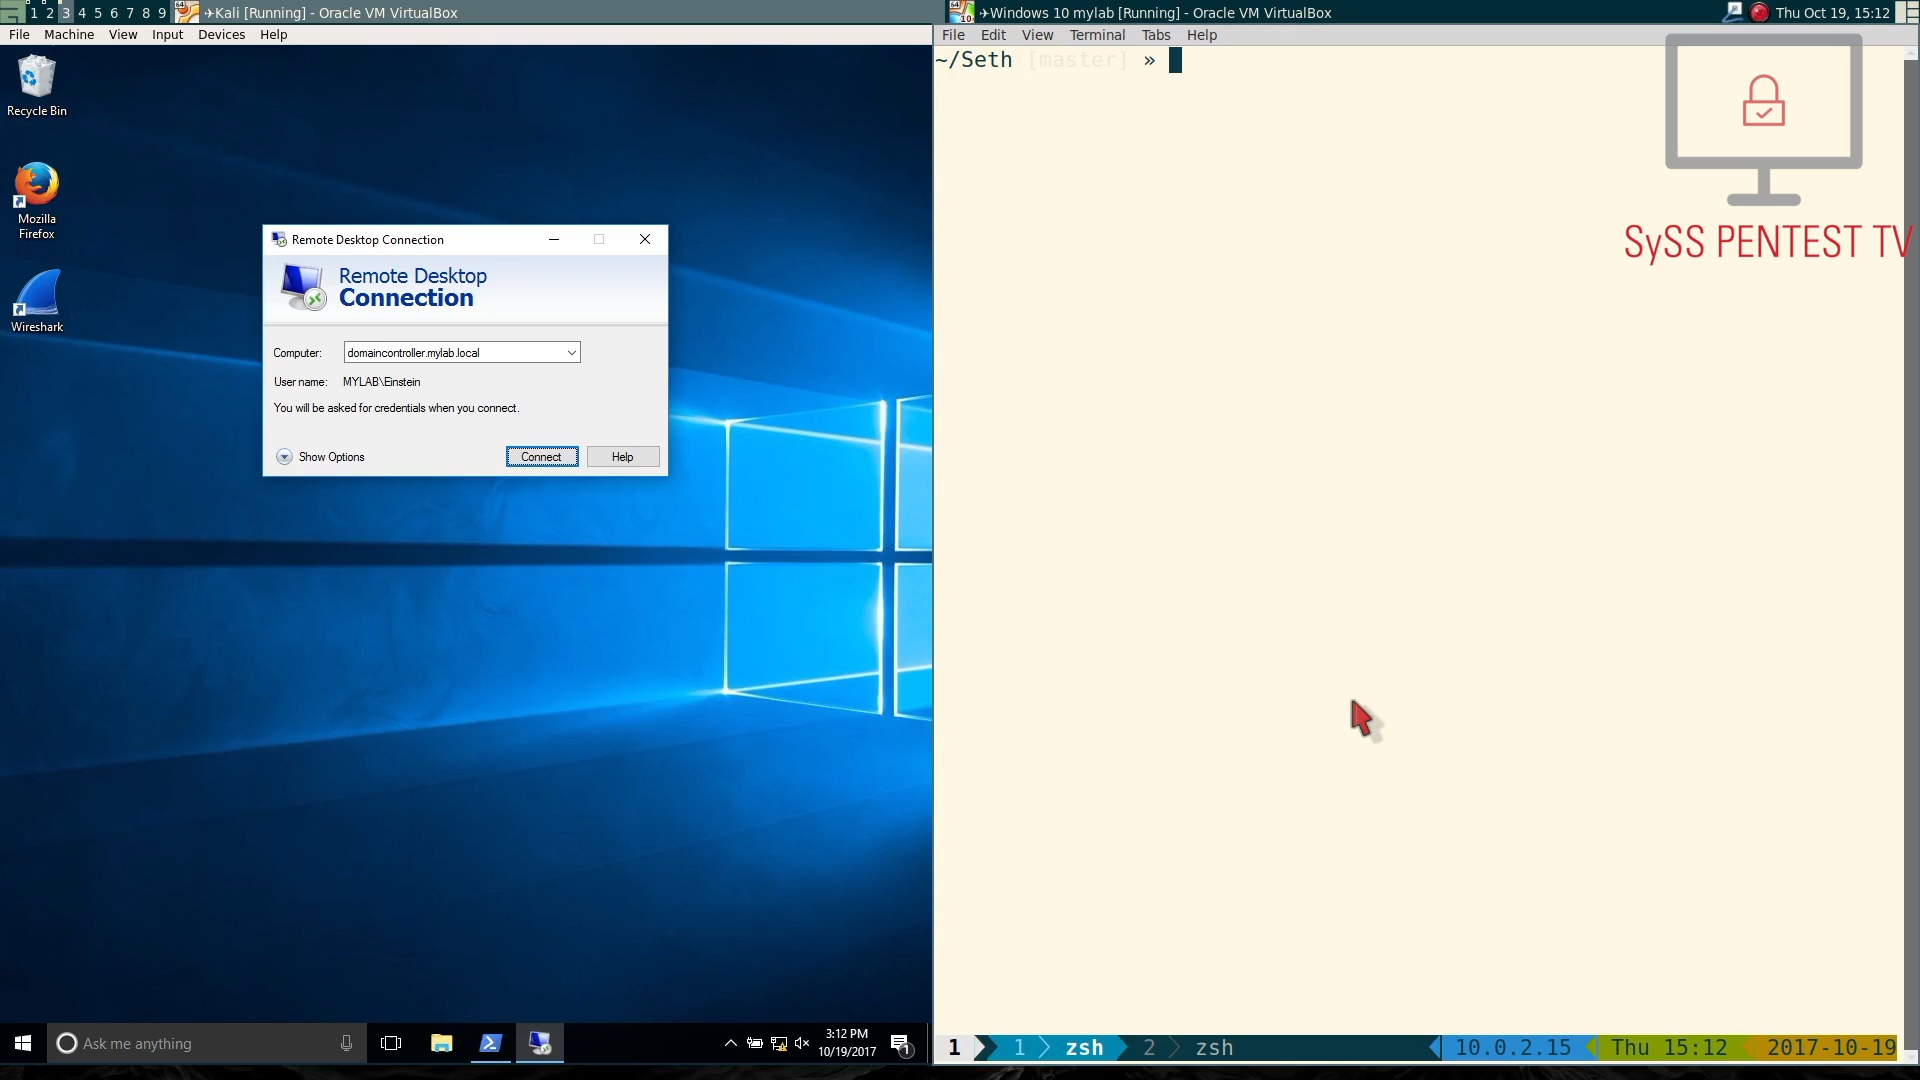 1 2 3 4 5 6 7 8 9
Kali [Running] - Oracle VM VirtualBox
Windows 10 mylab [Running] - Oracle VM VirtualBox
Thu Oct 19, 15:12
File Machine View Input Devices Help
File Edit View Terminal Tabs Help
~/Seth [master] »
Recycle Bin
Mozilla
Firefox
Wireshark
Remote Desktop Connection
Remote Desktop
Connection
Computer: domaincontroller.mylab.local
User name: MYLAB\Einstein
You will be asked for credentials when you connect.
Show Options
Connect
Help
SySS PENTEST TV
Ask me anything
3:12 PM
10/19/2017
1
1 1 zsh 2 zsh
10.0.2.15 Thu 15:12 2017-10-19